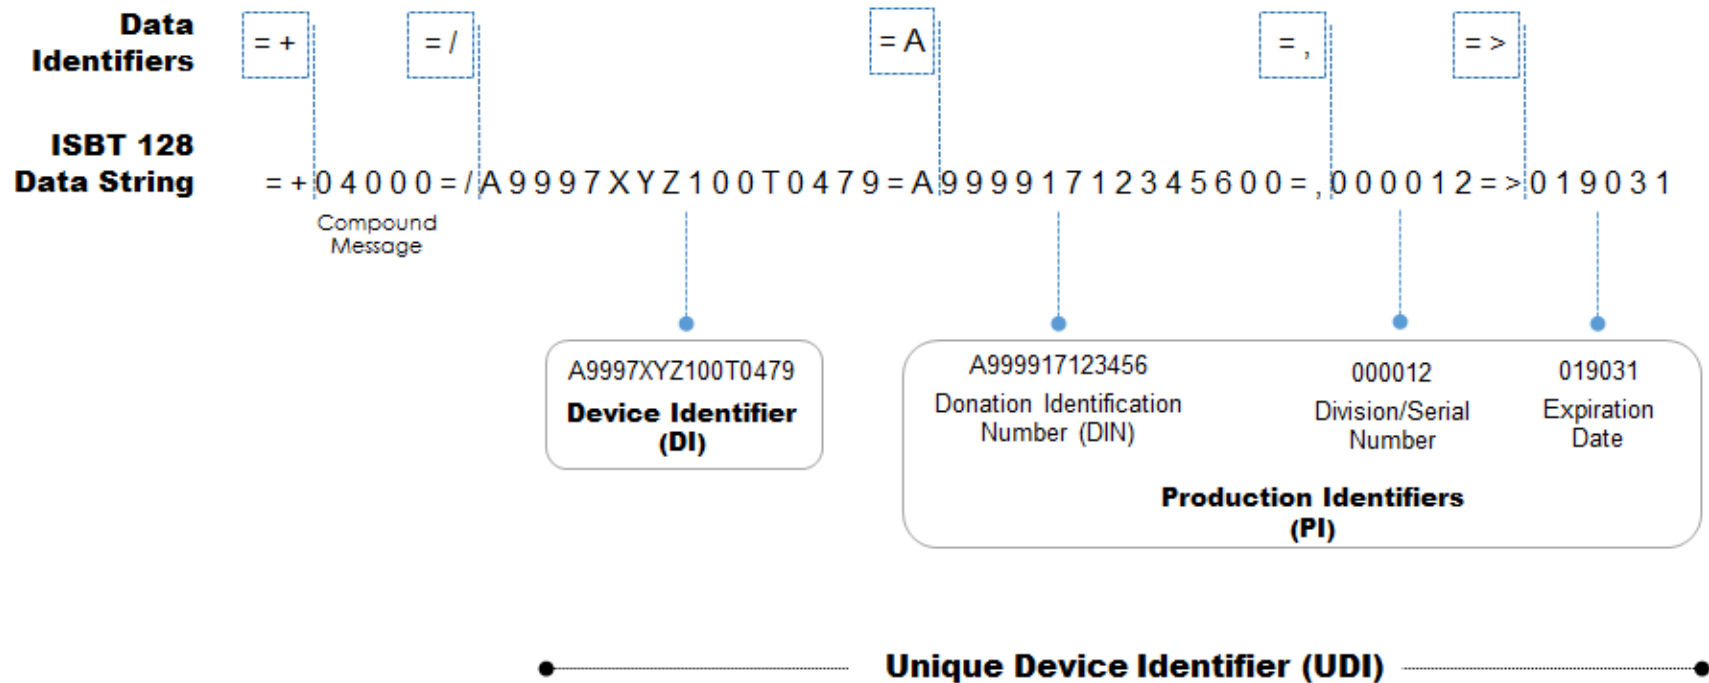 Data
Identifiers
=+
=/
=A
=,
=>
ISBT 128
Data String
=+04000=/A9997XYZ100T0479=A99991712345600=,000012=>019031
Compound
Message
A9997XYZ100T0479
Device Identifier
(DI)
A999917123456
Donation Identification
Number (DIN)
000012
Division/Serial
Number
019031
Expiration
Date
Production Identifiers
(PI)
Unique Device Identifier (UDI)